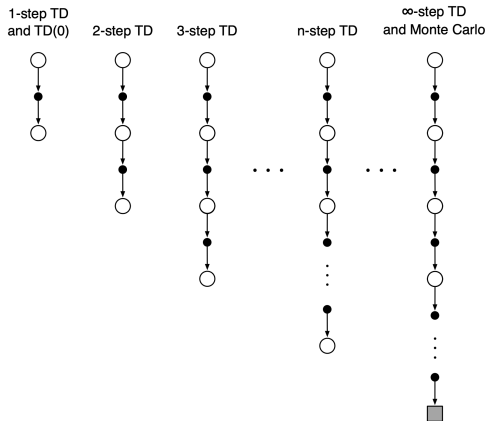 1-step TD
and TD(0)
2-step TD
3-step TD
n-step TD
∞-step TD
and Monte Carlo